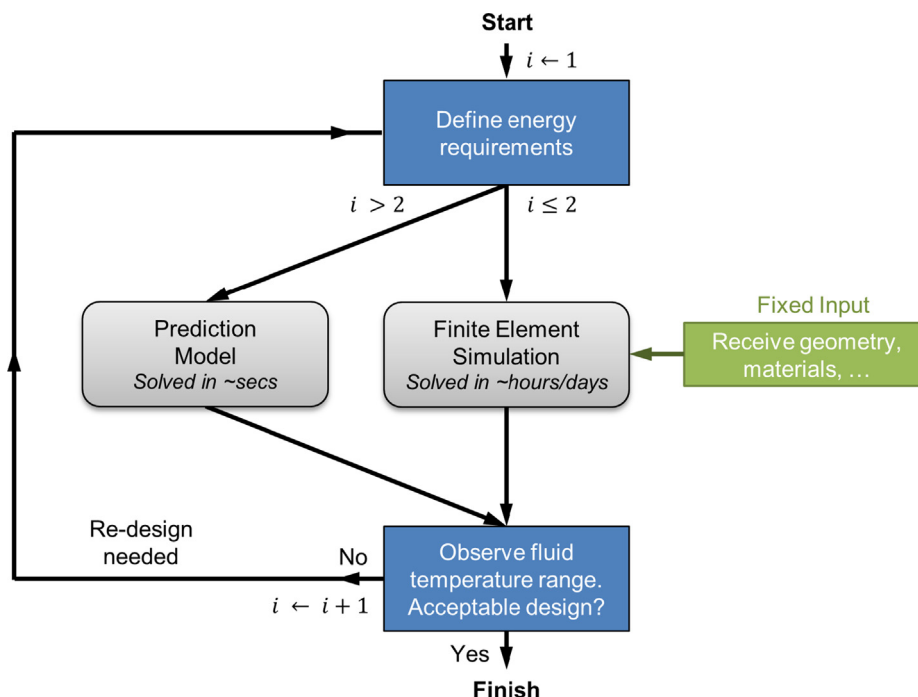 Start
i ← 1
Define energy
requirements
i > 2
i ≤ 2
Prediction
Model
Solved in ~secs
Finite Element
Simulation
Solved in ~hours/days
Fixed Input
Receive geometry,
materials, …
Re-design
needed
No
i ← i + 1
Observe fluid
temperature range.
Acceptable design?
Yes
Finish